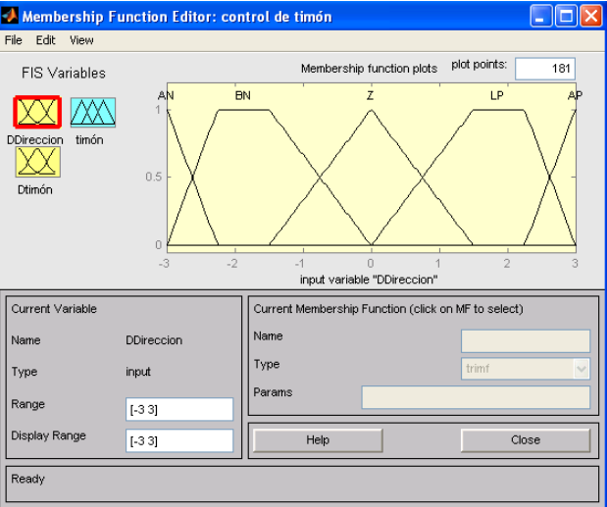 Membership Function Editor: control de timón
File Edit View
FIS Variables
DDireccion timón
Dtimón
Membership function plots plot points: 181
AN BN Z LP AP
1
0.5
0
-3 -2 -1 0 1 2 3
input variable "DDireccion"
Current Variable
Name DDireccion
Type input
Range [-3 3]
Display Range [-3 3]
Current Membership Function (click on MF to select)
Name
Type trimf
Params
Help Close
Ready